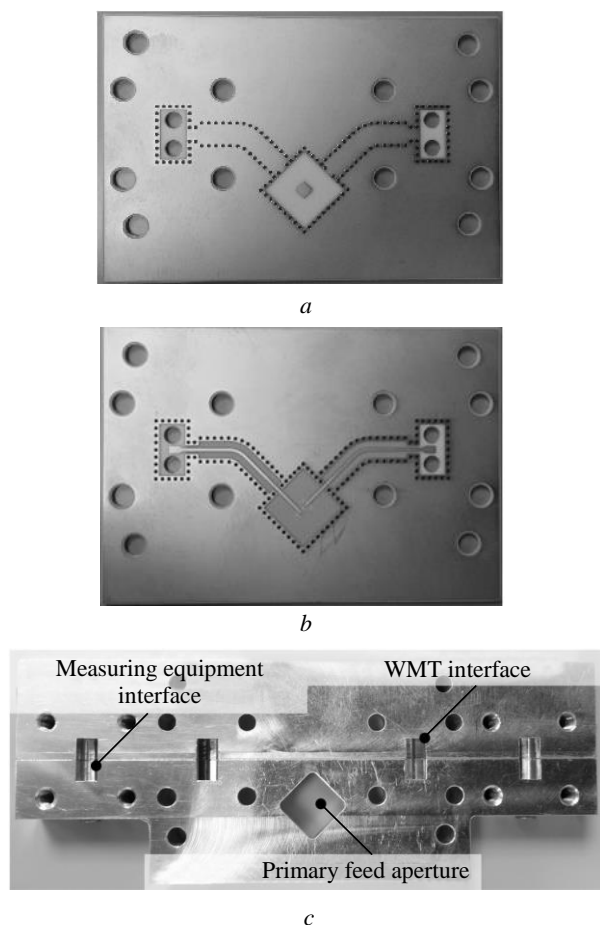 a
b
Measuring equipment
interface
WMT interface
Primary feed aperture
c